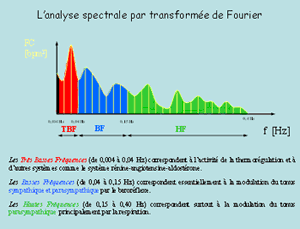 L'analyse spectrale par transformée de Fourier
TBF BF HF
f [Hz]
Les Très Basses Fréquences (de 0,004 à 0,04 Hz) correspondent à l'activité de la thermorégulation et à
d'autres systèmes comme le système rénine-angiotensine-aldostérone.
Les Basses Fréquences (de 0,04 à 0,15 Hz) correspondent essentiellement à la modulation du tonus
sympathique et parasympathique par le baroréflexe.
Les Hautes Fréquences (de 0,15 à 0,40 Hz) correspondent surtout à la modulation du tonus
parasympathique principalement par la respiration.